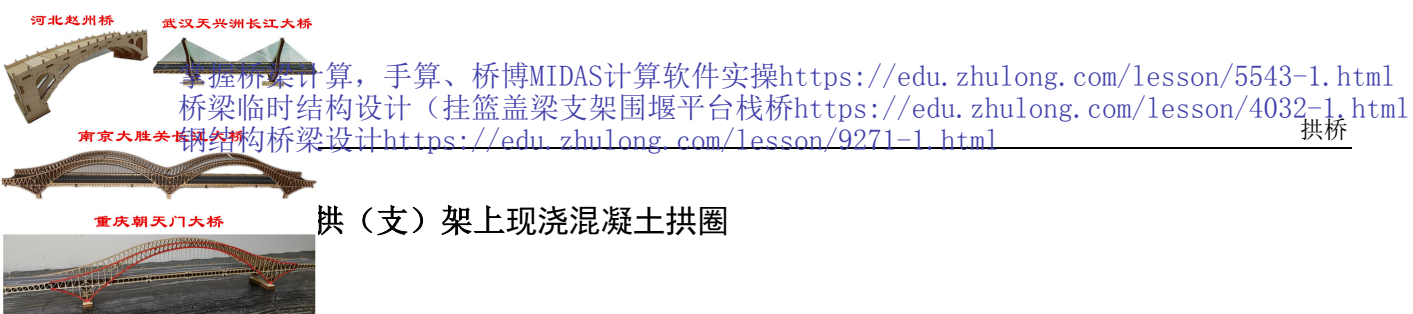 河北赵州桥
武汉天兴洲长江大桥
掌握桥梁计算，手算、桥博MIDAS计算软件实操https://edu.zhulong.com/lesson/5543-1.html
桥梁临时结构设计（挂篮盖梁支架围堰平台栈桥https://edu.zhulong.com/lesson/4032-1.html
南京大胜关长江大桥
钢结构桥梁设计https://edu.zhulong.com/lesson/9271-1.html
拱桥
重庆朝天门大桥
拱（支）架上现浇混凝土拱圈